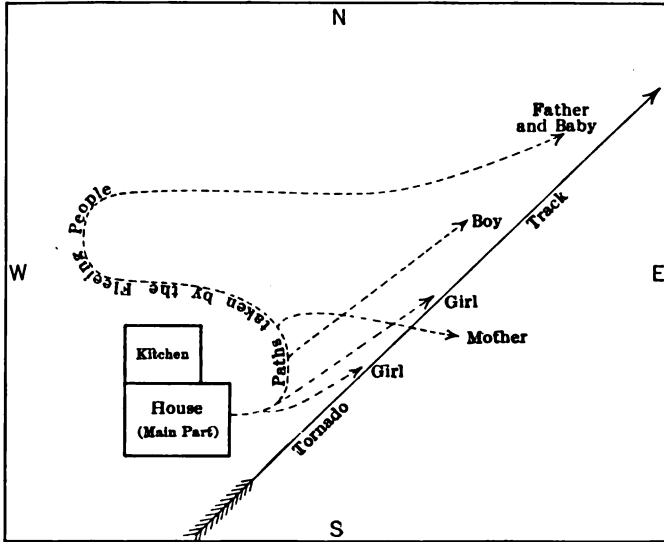 N
Father
and Baby
Track
Boy
Paths taken by the Fleeing People
W
E
Girl
Mother
Kitchen
Girl
House
(Main Part)
Tornado
S